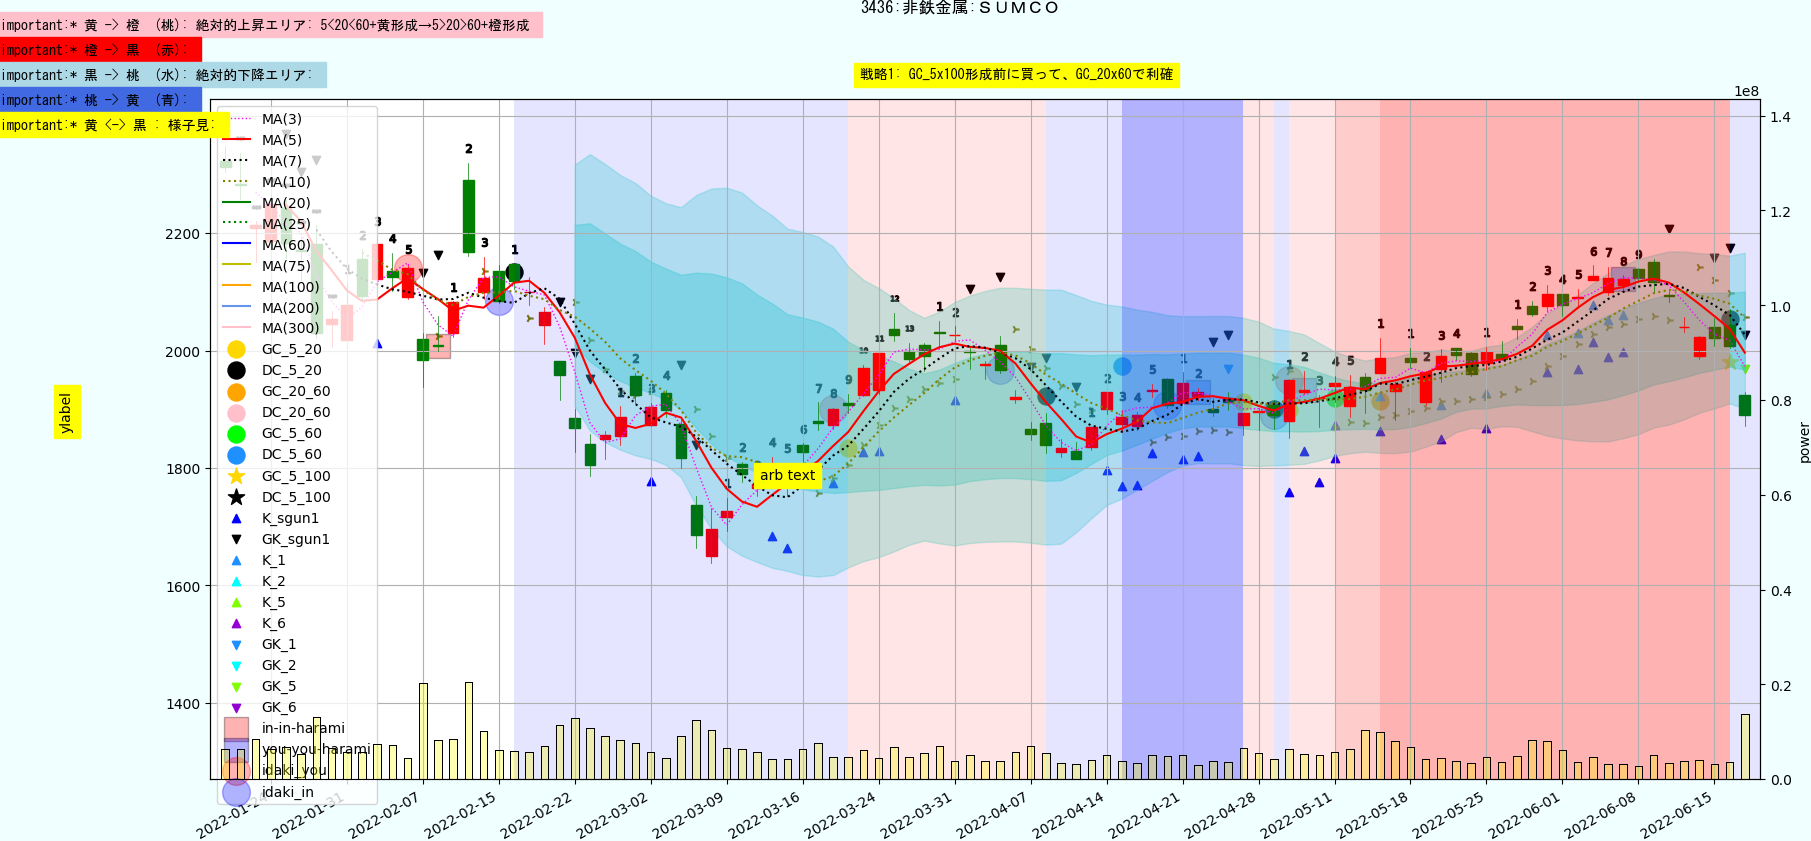 3436:非鉄金属:ＳＵＭＣＯ
important:* 黄 -> 橙 (桃): 絶対的上昇エリア: 5<20<60+黄形成→5>20>60+橙形成
important:* 橙 -> 黒 (赤):
important:* 黒 -> 桃 (水): 絶対的下降エリア:
戦略1: GC_5x100形成前に買って、GC_20x60で利確
important:* 桃 -> 黄 (青):
important:* 黄 <-> 黒 : 様子見:
1e8
MA(3)
MA(5)
MA(7)
MA(10)
MA(20)
MA(25)
MA(60)
MA(75)
MA(100)
MA(200)
MA(300)
GC_5_20
DC_5_20
GC_20_60
DC_20_60
GC_5_60
DC_5_60
GC_5_100
DC_5_100
K_sgun1
GK_sgun1
K_1
K_2
K_5
K_6
GK_1
GK_2
GK_5
GK_6
in-in-harami
you-you-harami
idaki_you
idaki_in
2200
2000
1800
1600
1400
ylabel
arb text
1.4
1.2
1.0
0.8
0.6
0.4
0.2
0.0
power
2022-01-24
2022-01-31
2022-02-07
2022-02-15
2022-02-22
2022-03-02
2022-03-09
2022-03-16
2022-03-24
2022-03-31
2022-04-07
2022-04-14
2022-04-21
2022-04-28
2022-05-11
2022-05-18
2022-05-25
2022-06-01
2022-06-08
2022-06-15